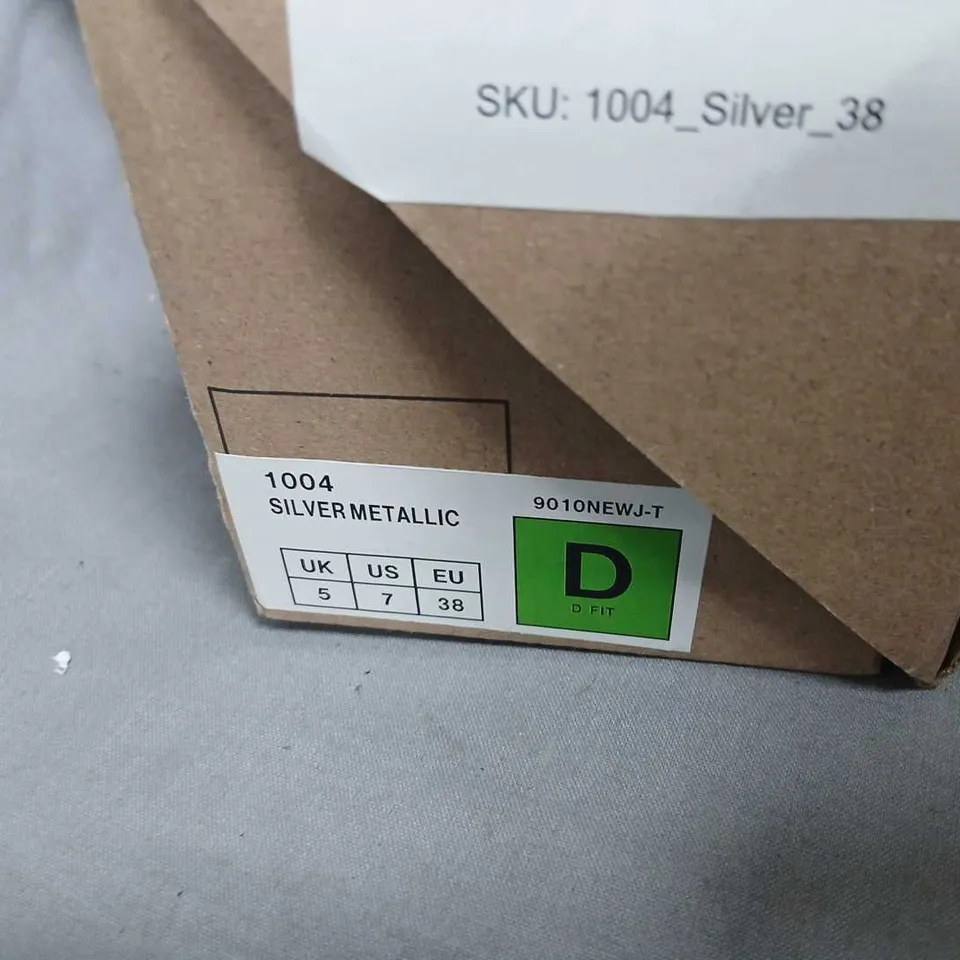 SKU: 1004_Silver_38
1004
SILVER METALLIC
9010NEWJ-T
UK US EU
5 7 38
D
D FIT